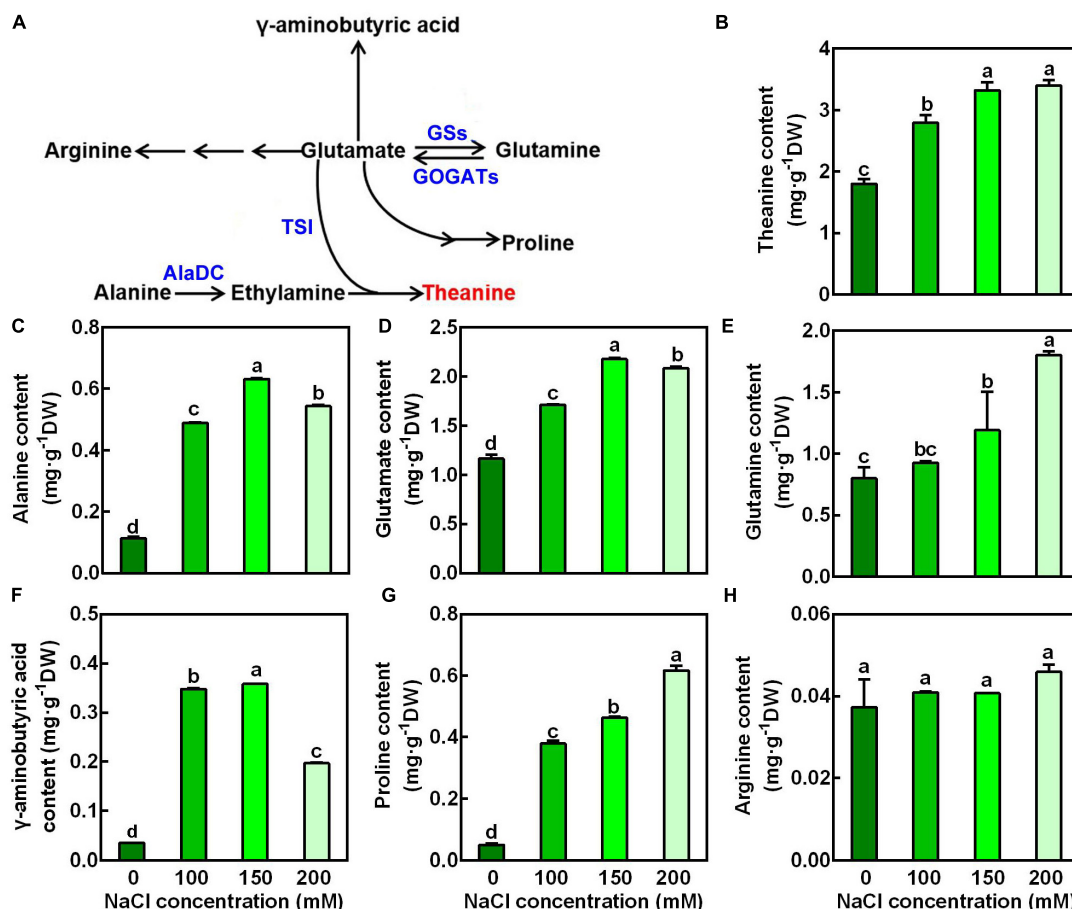 A
γ-aminobutyric acid
Arginine
Glutamate
GSs
GOGATs
Glutamine
TSI
Proline
AlaDC
Alanine
Ethylamine
Theanine
B
Theanine content
(mg·g⁻¹DW)
4
3
2
1
0
c
b
a
a
C
Alanine content
(mg·g⁻¹DW)
0.8
0.6
0.4
0.2
0.0
d
c
a
b
D
Glutamate content
(mg·g⁻¹DW)
2.5
2.0
1.5
1.0
0.5
0.0
d
c
a
b
E
Glutamine content
(mg·g⁻¹DW)
2.0
1.5
1.0
0.5
0.0
c
bc
b
a
F
γ-aminobutyric acid
content (mg·g⁻¹DW)
0.5
0.4
0.3
0.2
0.1
0.0
d
b
a
c
0 100 150 200
NaCl concentration (mM)
G
Proline content
(mg·g⁻¹DW)
0.8
0.6
0.4
0.2
0.0
d
c
b
a
0 100 150 200
NaCl concentration (mM)
H
Arginine content
(mg·g⁻¹DW)
0.06
0.04
0.02
0.00
a
a
a
a
0 100 150 200
NaCl concentration (mM)